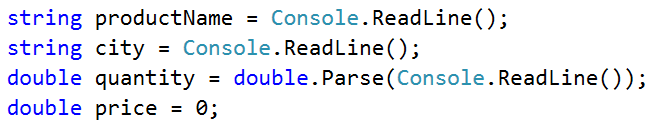 string productName = Console.ReadLine();
string city = Console.ReadLine();
double quantity = double.Parse(Console.ReadLine());
double price = 0;